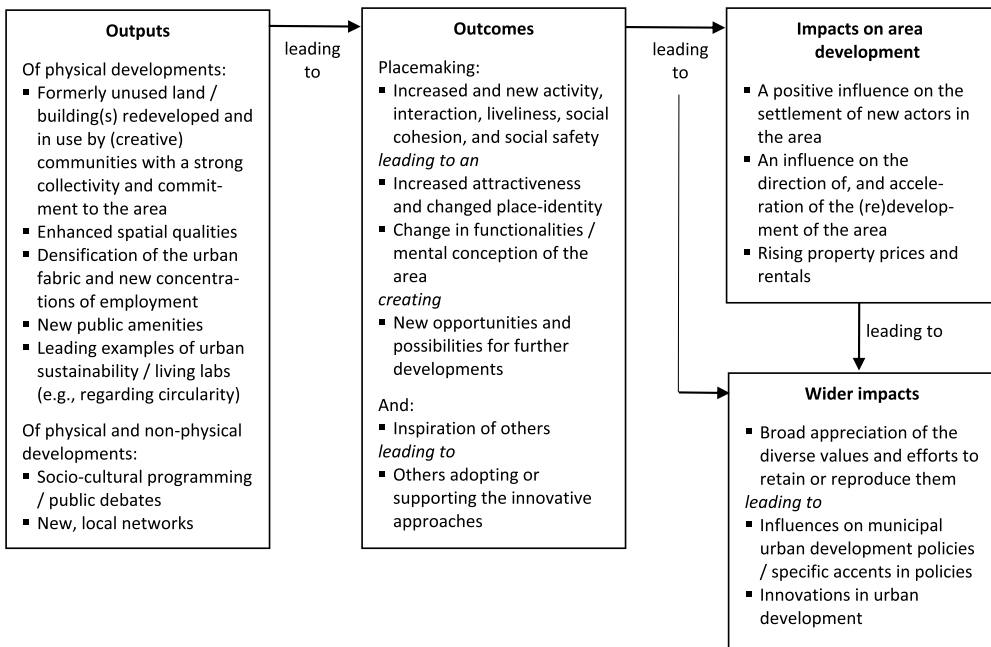 Outputs
Of physical developments:
▪ Formerly unused land /
building(s) redeveloped and
in use by (creative)
communities with a strong
collectivity and commit-
ment to the area
▪ Enhanced spatial qualities
▪ Densification of the urban
fabric and new concentra-
tions of employment
▪ New public amenities
▪ Leading examples of urban
sustainability / living labs
(e.g., regarding circularity)
Of physical and non-physical
developments:
▪ Socio-cultural programming
/ public debates
▪ New, local networks
leading
to
Outcomes
Placemaking:
▪ Increased and new activity,
interaction, liveliness, social
cohesion, and social safety
leading to an
▪ Increased attractiveness
and changed place-identity
▪ Change in functionalities /
mental conception of the
area
creating
▪ New opportunities and
possibilities for further
developments
And:
▪ Inspiration of others
leading to
▪ Others adopting or
supporting the innovative
approaches
leading
to
Impacts on area
development
▪ A positive influence on the
settlement of new actors in
the area
▪ An influence on the
direction of, and accele-
ration of the (re)develop-
ment of the area
▪ Rising property prices and
rentals
leading to
Wider impacts
▪ Broad appreciation of the
diverse values and efforts to
retain or reproduce them
leading to
▪ Influences on municipal
urban development policies
/ specific accents in policies
▪ Innovations in urban
development